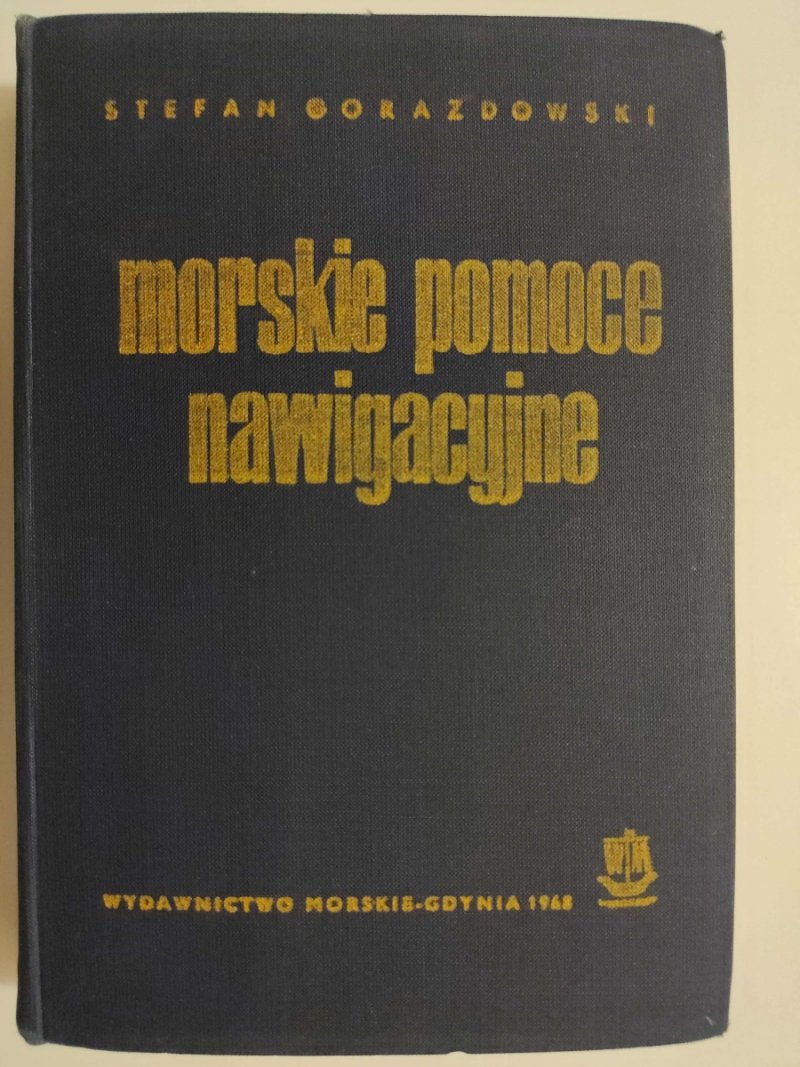 STEFAN GORAZDOWSKI
morskie pomoce
nawigacyjne
WM
WYDAWNICTWO MORSKIE-GDYNIA 1968